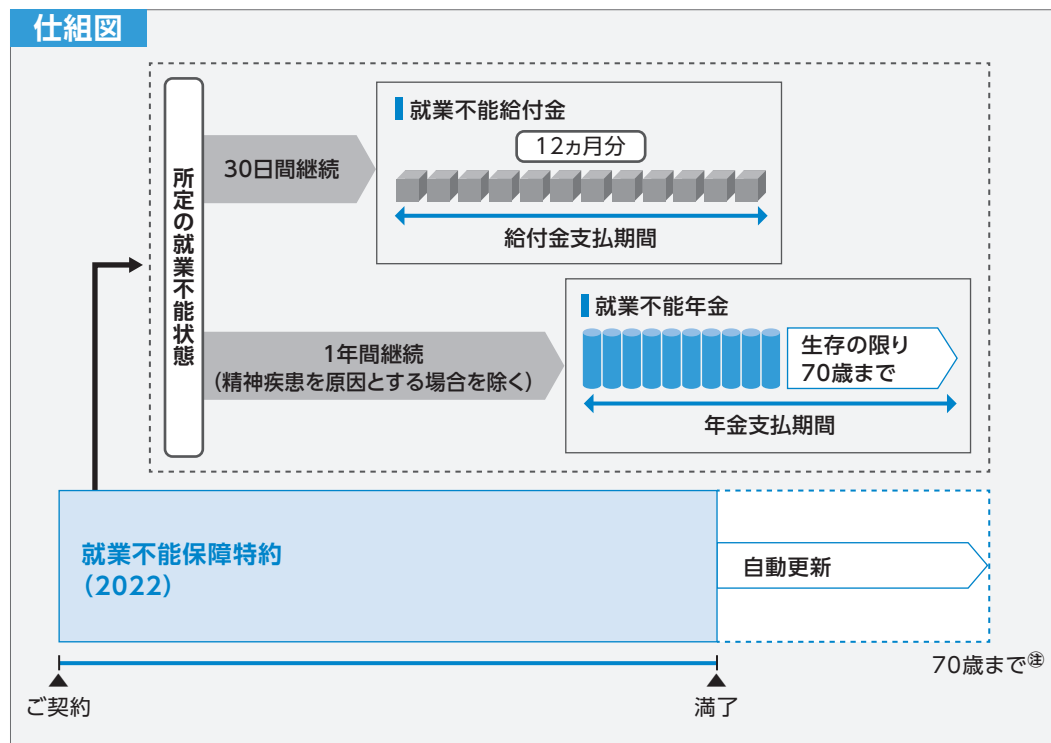 仕組図
所定の就業不能状態
30日間継続
就業不能給付金
12ヵ月分
給付金支払期間
1年間継続
(精神疾患を原因とする場合を除く)
就業不能年金
生存の限り
70歳まで
年金支払期間
就業不能保障特約
(2022)
自動更新
70歳まで㊟
ご契約
満了